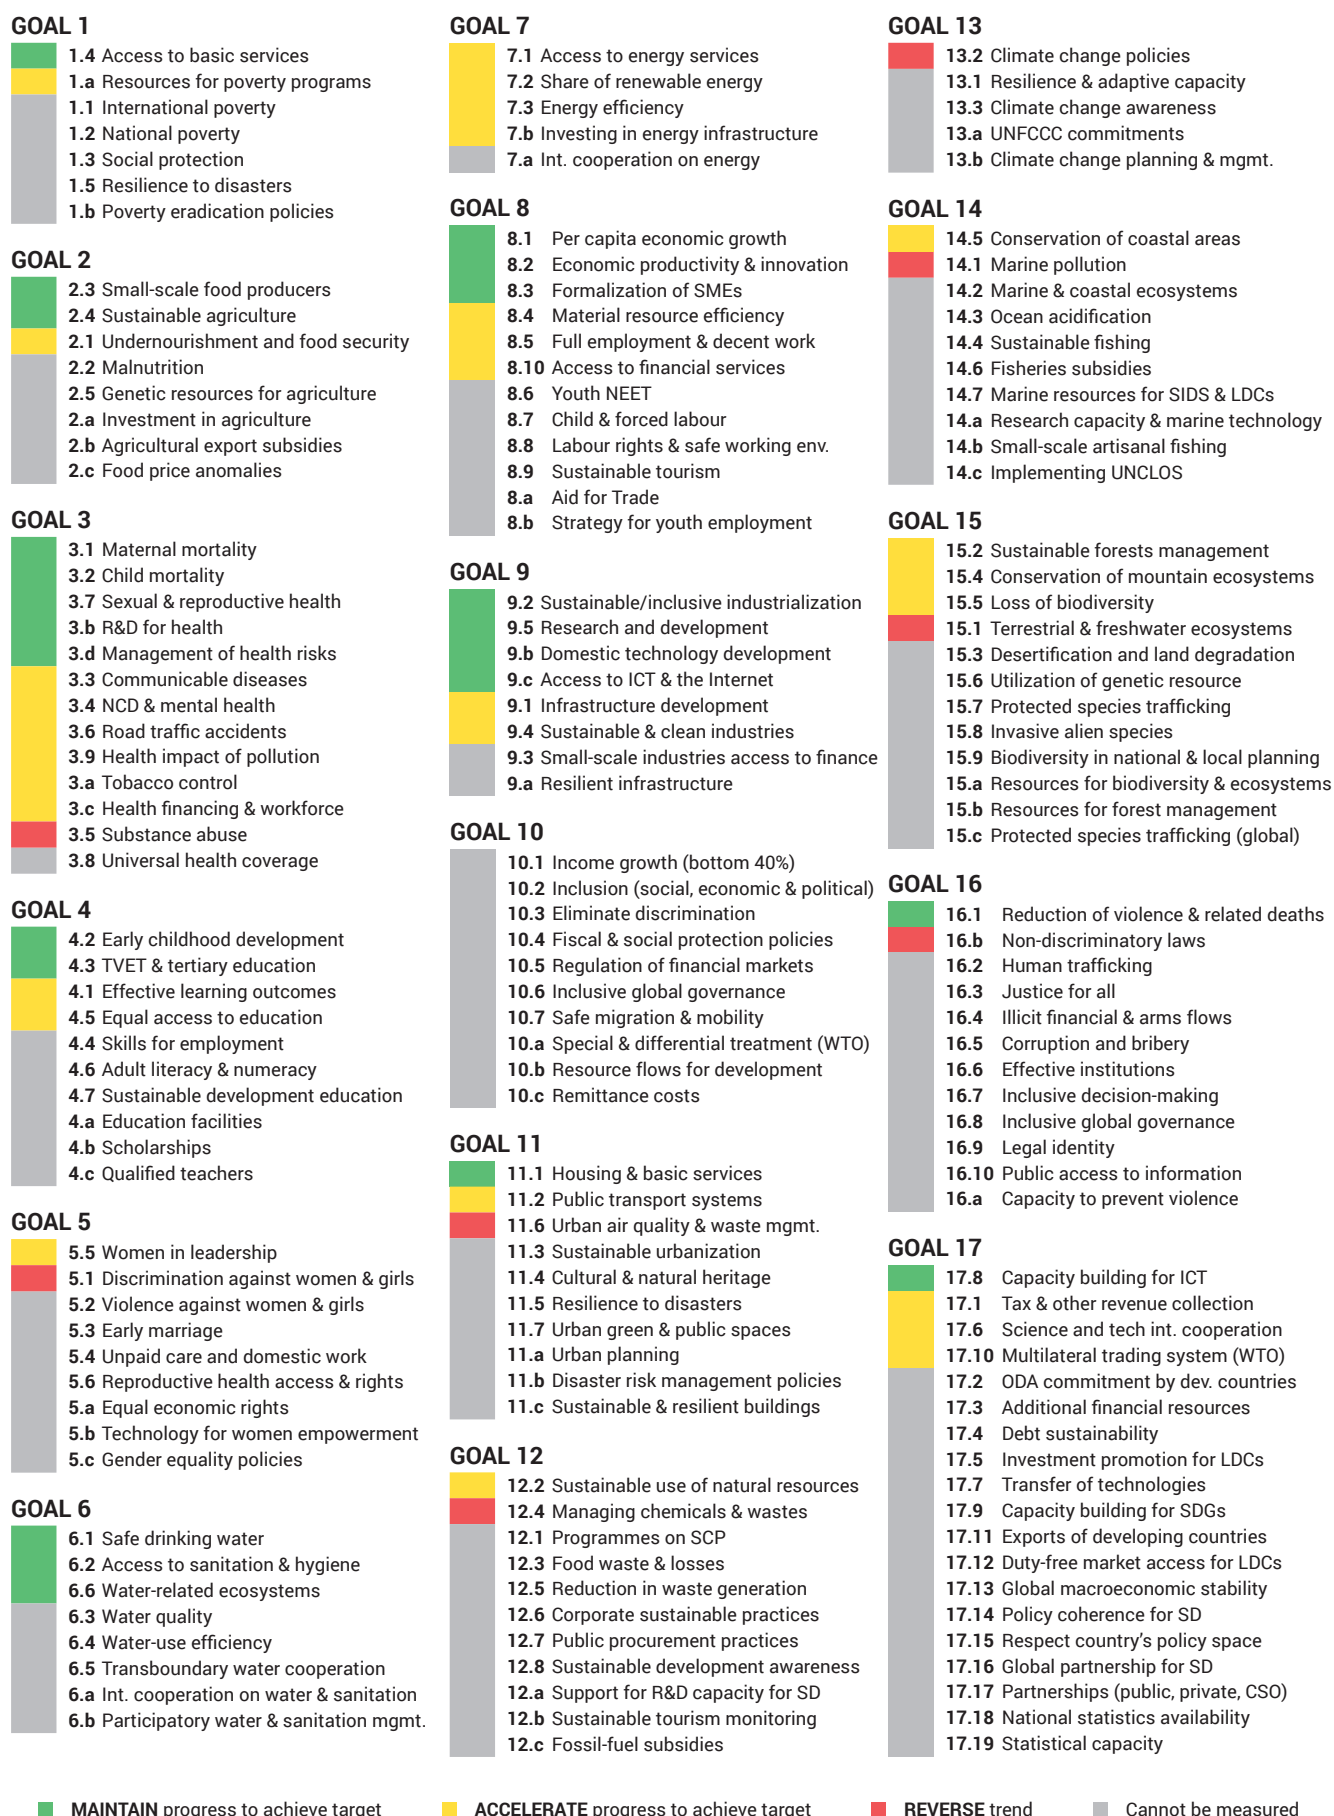 GOAL 1
1.4 Access to basic services
1.a Resources for poverty programs
1.1 International poverty
1.2 National poverty
1.3 Social protection
1.5 Resilience to disasters
1.b Poverty eradication policies
GOAL 2
2.3 Small-scale food producers
2.4 Sustainable agriculture
2.1 Undernourishment and food security
2.2 Malnutrition
2.5 Genetic resources for agriculture
2.a Investment in agriculture
2.b Agricultural export subsidies
2.c Food price anomalies
GOAL 3
3.1 Maternal mortality
3.2 Child mortality
3.7 Sexual & reproductive health
3.b R&D for health
3.d Management of health risks
3.3 Communicable diseases
3.4 NCD & mental health
3.6 Road traffic accidents
3.9 Health impact of pollution
3.a Tobacco control
3.c Health financing & workforce
3.5 Substance abuse
3.8 Universal health coverage
GOAL 4
4.2 Early childhood development
4.3 TVET & tertiary education
4.1 Effective learning outcomes
4.5 Equal access to education
4.4 Skills for employment
4.6 Adult literacy & numeracy
4.7 Sustainable development education
4.a Education facilities
4.b Scholarships
4.c Qualified teachers
GOAL 5
5.5 Women in leadership
5.1 Discrimination against women & girls
5.2 Violence against women & girls
5.3 Early marriage
5.4 Unpaid care and domestic work
5.6 Reproductive health access & rights
5.a Equal economic rights
5.b Technology for women empowerment
5.c Gender equality policies
GOAL 6
6.1 Safe drinking water
6.2 Access to sanitation & hygiene
6.6 Water-related ecosystems
6.3 Water quality
6.4 Water-use efficiency
6.5 Transboundary water cooperation
6.a Int. cooperation on water & sanitation
6.b Participatory water & sanitation mgmt.
GOAL 7
7.1 Access to energy services
7.2 Share of renewable energy
7.3 Energy efficiency
7.b Investing in energy infrastructure
7.a Int. cooperation on energy
GOAL 8
8.1 Per capita economic growth
8.2 Economic productivity & innovation
8.3 Formalization of SMEs
8.4 Material resource efficiency
8.5 Full employment & decent work
8.10 Access to financial services
8.6 Youth NEET
8.7 Child & forced labour
8.8 Labour rights & safe working env.
8.9 Sustainable tourism
8.a Aid for Trade
8.b Strategy for youth employment
GOAL 9
9.2 Sustainable/inclusive industrialization
9.5 Research and development
9.b Domestic technology development
9.c Access to ICT & the Internet
9.1 Infrastructure development
9.4 Sustainable & clean industries
9.3 Small-scale industries access to finance
9.a Resilient infrastructure
GOAL 10
10.1 Income growth (bottom 40%)
10.2 Inclusion (social, economic & political)
10.3 Eliminate discrimination
10.4 Fiscal & social protection policies
10.5 Regulation of financial markets
10.6 Inclusive global governance
10.7 Safe migration & mobility
10.a Special & differential treatment (WTO)
10.b Resource flows for development
10.c Remittance costs
GOAL 11
11.1 Housing & basic services
11.2 Public transport systems
11.6 Urban air quality & waste mgmt.
11.3 Sustainable urbanization
11.4 Cultural & natural heritage
11.5 Resilience to disasters
11.7 Urban green & public spaces
11.a Urban planning
11.b Disaster risk management policies
11.c Sustainable & resilient buildings
GOAL 12
12.2 Sustainable use of natural resources
12.4 Managing chemicals & wastes
12.1 Programmes on SCP
12.3 Food waste & losses
12.5 Reduction in waste generation
12.6 Corporate sustainable practices
12.7 Public procurement practices
12.8 Sustainable development awareness
12.a Support for R&D capacity for SD
12.b Sustainable tourism monitoring
12.c Fossil-fuel subsidies
GOAL 13
13.2 Climate change policies
13.1 Resilience & adaptive capacity
13.3 Climate change awareness
13.a UNFCCC commitments
13.b Climate change planning & mgmt.
GOAL 14
14.5 Conservation of coastal areas
14.1 Marine pollution
14.2 Marine & coastal ecosystems
14.3 Ocean acidification
14.4 Sustainable fishing
14.6 Fisheries subsidies
14.7 Marine resources for SIDS & LDCs
14.a Research capacity & marine technology
14.b Small-scale artisanal fishing
14.c Implementing UNCLOS
GOAL 15
15.2 Sustainable forests management
15.4 Conservation of mountain ecosystems
15.5 Loss of biodiversity
15.1 Terrestrial & freshwater ecosystems
15.3 Desertification and land degradation
15.6 Utilization of genetic resource
15.7 Protected species trafficking
15.8 Invasive alien species
15.9 Biodiversity in national & local planning
15.a Resources for biodiversity & ecosystems
15.b Resources for forest management
15.c Protected species trafficking (global)
GOAL 16
16.1 Reduction of violence & related deaths
16.b Non-discriminatory laws
16.2 Human trafficking
16.3 Justice for all
16.4 Illicit financial & arms flows
16.5 Corruption and bribery
16.6 Effective institutions
16.7 Inclusive decision-making
16.8 Inclusive global governance
16.9 Legal identity
16.10 Public access to information
16.a Capacity to prevent violence
GOAL 17
17.8 Capacity building for ICT
17.1 Tax & other revenue collection
17.6 Science and tech int. cooperation
17.10 Multilateral trading system (WTO)
17.2 ODA commitment by dev. countries
17.3 Additional financial resources
17.4 Debt sustainability
17.5 Investment promotion for LDCs
17.7 Transfer of technologies
17.9 Capacity building for SDGs
17.11 Exports of developing countries
17.12 Duty-free market access for LDCs
17.13 Global macroeconomic stability
17.14 Policy coherence for SD
17.15 Respect country's policy space
17.16 Global partnership for SD
17.17 Partnerships (public, private, CSO)
17.18 National statistics availability
17.19 Statistical capacity
MAINTAIN progress to achieve target
ACCELERATE progress to achieve target
REVERSE trend
Cannot be measured